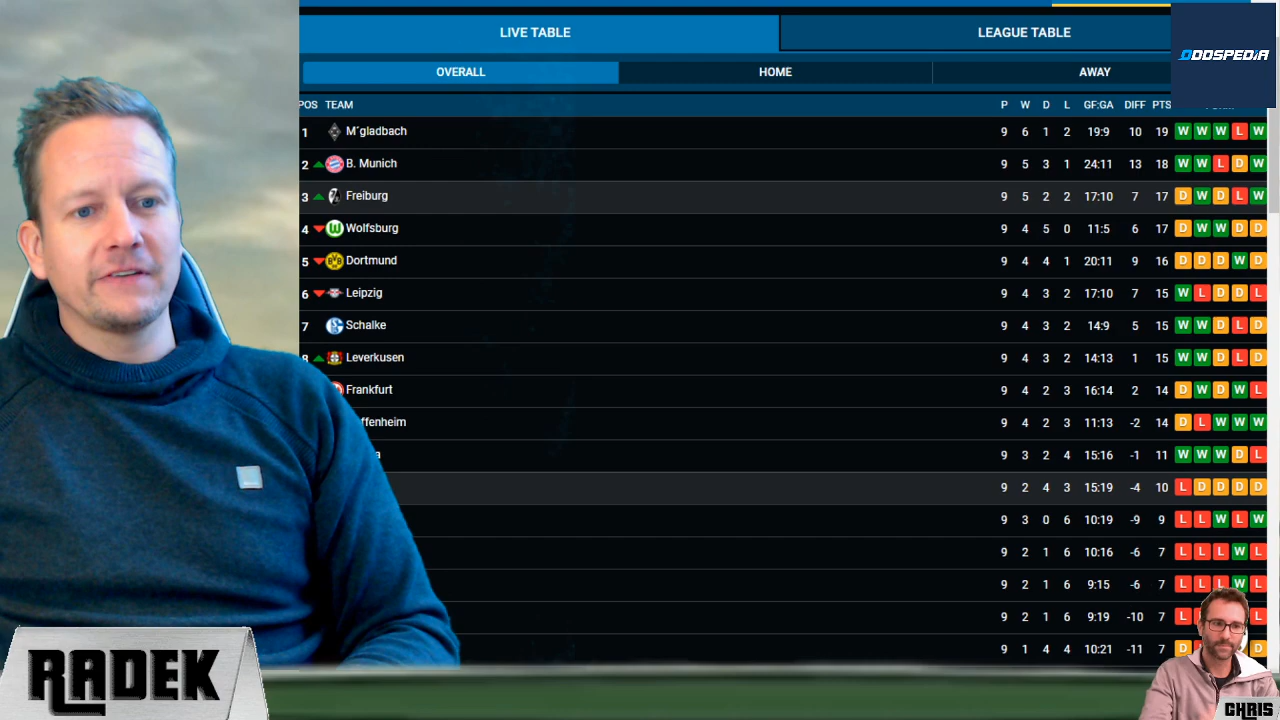 LIVE TABLE LEAGUE TABLE
ODDSPEDIA
OVERALL HOME AWAY
POS TEAM P W D L GF:GA DIFF PTS
1 M´gladbach 9 6 1 2 19:9 10 19 W W W L W
2 B. Munich 9 5 3 1 24:11 13 18 W W L D W
3 Freiburg 9 5 2 2 17:10 7 17 D W D L W
4 Wolfsburg 9 4 5 0 11:5 6 17 D W W D D
5 Dortmund 9 4 4 1 20:11 9 16 D D D W D
6 Leipzig 9 4 3 2 17:10 7 15 W L D D L
7 Schalke 9 4 3 2 14:9 5 15 W W D L D
8 Leverkusen 9 4 3 2 14:13 1 15 W W D L D
Frankfurt 9 4 2 3 16:14 2 14 D W D W L
ffenheim 9 4 2 3 11:13 -2 14 D L W W W
a 9 3 2 4 15:16 -1 11 W W W D L
9 2 4 3 15:19 -4 10 L D D D D
9 3 0 6 10:19 -9 9 L L W L W
9 2 1 6 10:16 -6 7 L L L W L
9 2 1 6 9:15 -6 7 L L L W L
9 2 1 6 9:19 -10 7 L L
9 1 4 4 10:21 -11 7 D D
RADEK
CHRIS